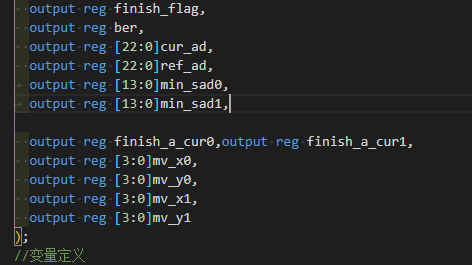 output reg finish_flag,
output reg ber,
output reg [22:0]cur_ad,
output reg [22:0]ref_ad,
output reg [13:0]min_sad0,
output reg [13:0]min_sad1,
output reg finish_a_cur0,output reg finish_a_cur1,
output reg [3:0]mv_x0,
output reg [3:0]mv_y0,
output reg [3:0]mv_x1,
output reg [3:0]mv_y1
);
//变量定义